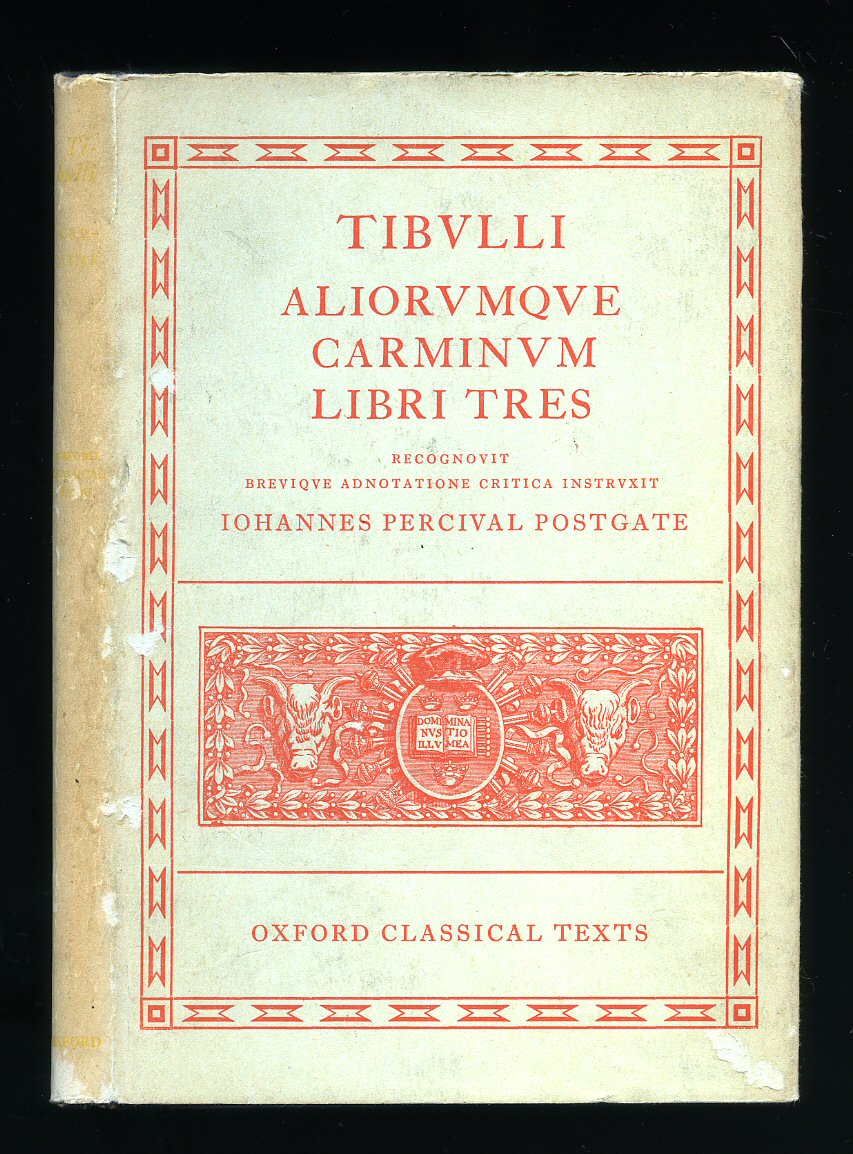 TIBVLLI
ALIORVMQVE
CARMINVM
LIBRI TRES
RECOGNOVIT
BREVIQVE ADNOTATIONE CRITICA INSTRVXIT
IOHANNES PERCIVAL POSTGATE
DOMI MINA
NVS TIO
ILLV MEA
OXFORD CLASSICAL TEXTS